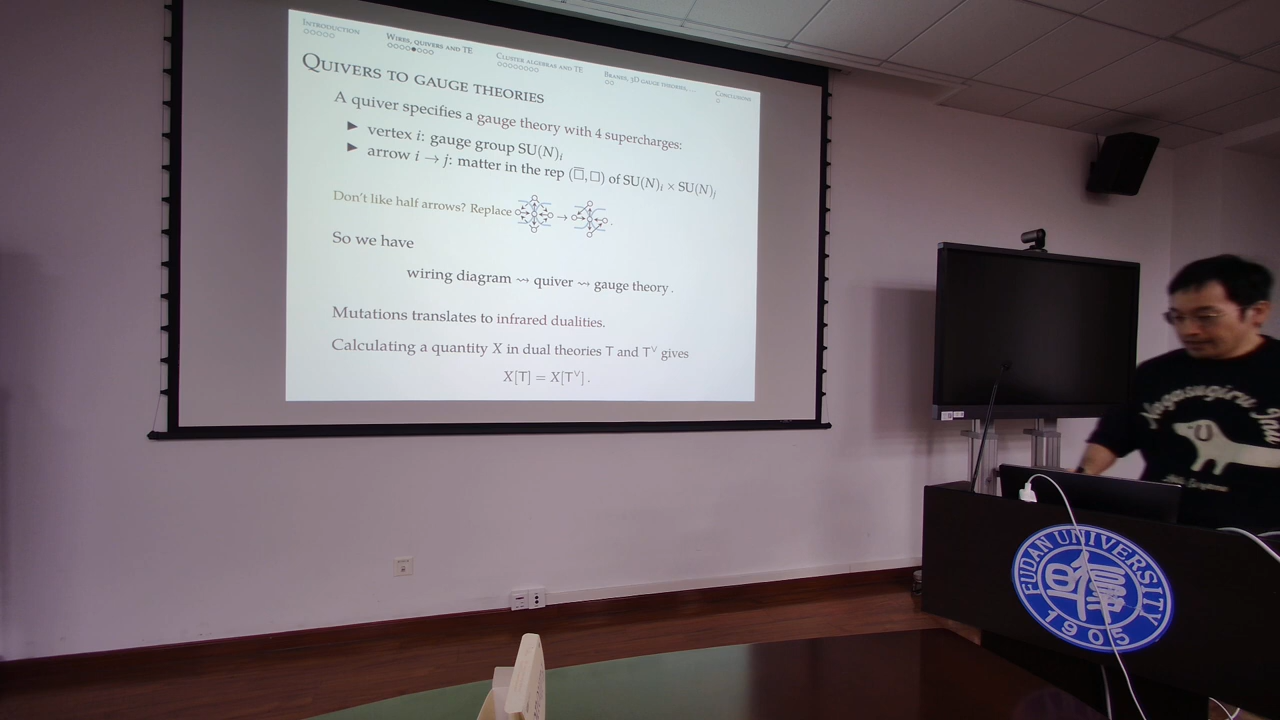 INTRODUCTION
WIRES, QUIVERS AND TE
CLUSTER ALGEBRAS AND TE
BRANES, 3D GAUGE THEORIES, ...
CONCLUSIONS
QUIVERS TO GAUGE THEORIES
A quiver specifies a gauge theory with 4 supercharges:
▶ vertex i: gauge group SU(N)ᵢ
▶ arrow i → j: matter in the rep (□̅, □) of SU(N)ᵢ × SU(N)ⱼ
Don't like half arrows? Replace → .
So we have
wiring diagram ⇝ quiver ⇝ gauge theory .
Mutations translates to infrared dualities.
Calculating a quantity X in dual theories T and T∨ gives
X[T] = X[T∨] .
FUDAN UNIVERSITY
1905